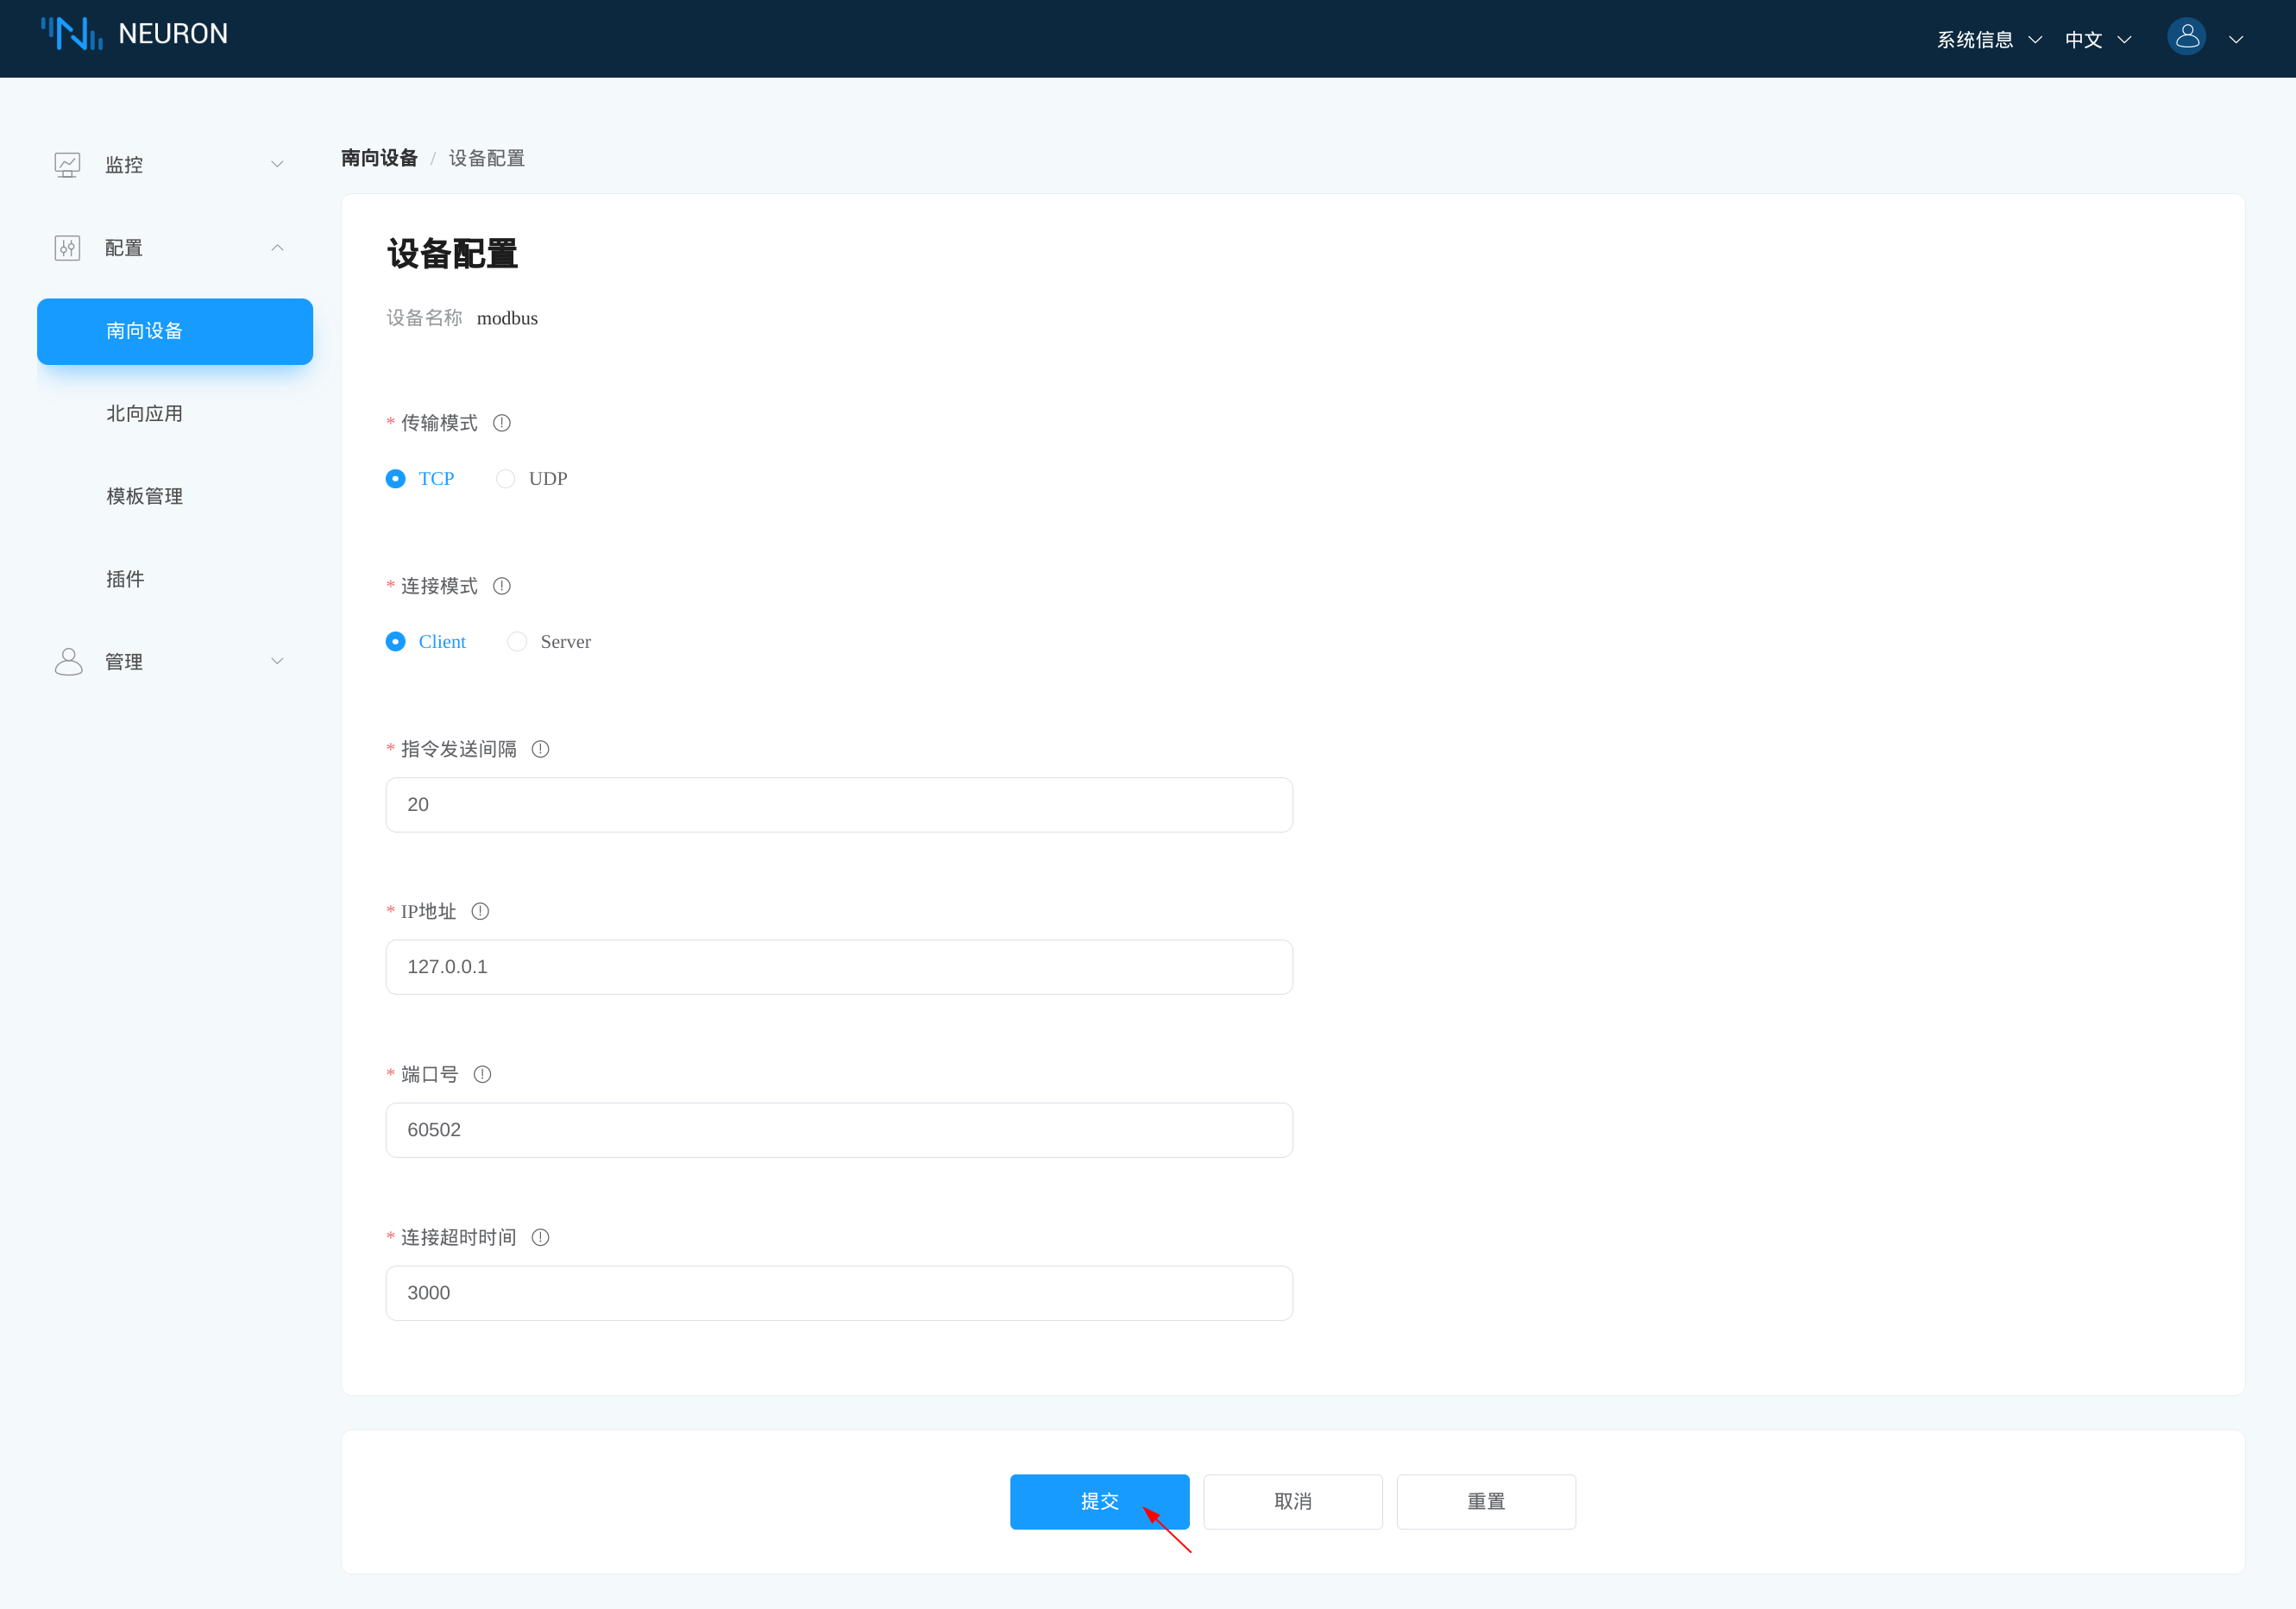 NEURON
系统信息
中文
监控
配置
南向设备
北向应用
模板管理
插件
管理
南向设备 / 设备配置
设备配置
设备名称 modbus
* 传输模式
TCP UDP
* 连接模式
Client Server
* 指令发送间隔
20
* IP地址
127.0.0.1
* 端口号
60502
* 连接超时时间
3000
提交 取消 重置